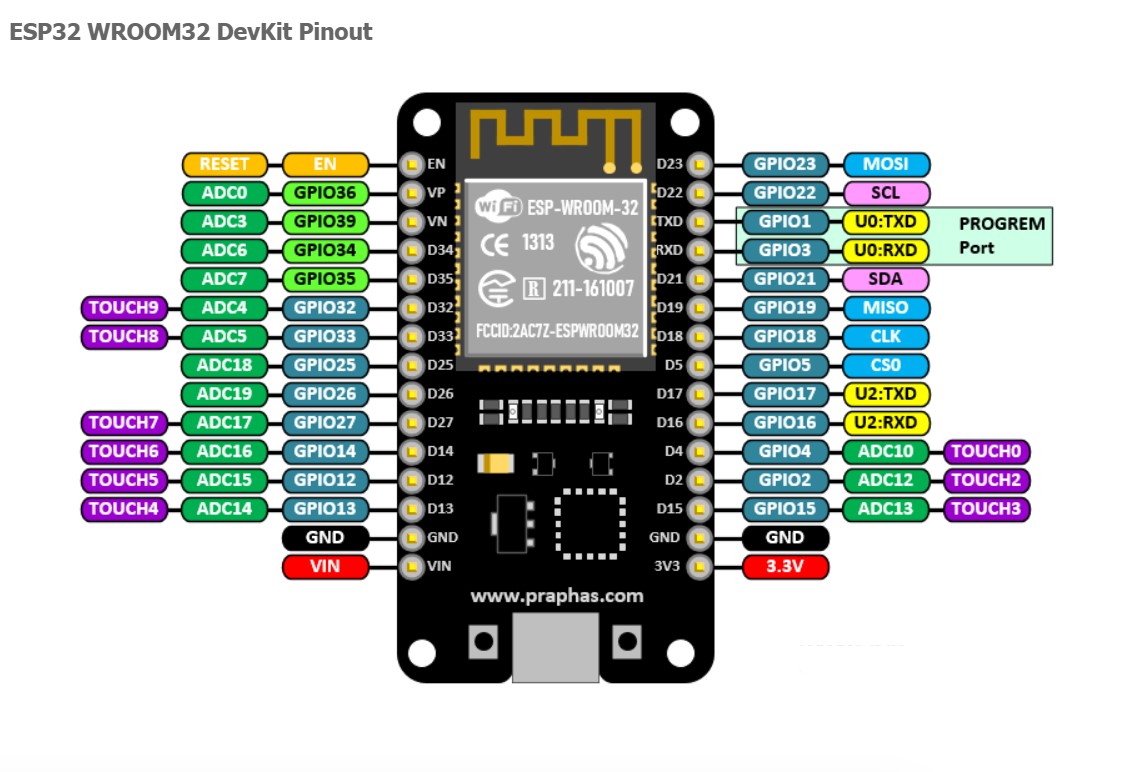 ESP32 WROOM32 DevKit Pinout
RESET EN EN D23 GPIO23 MOSI
ADC0 GPIO36 VP D22 GPIO22 SCL
ADC3 GPIO39 VN TXD GPIO1 U0:TXD PROGREM
ADC6 GPIO34 D34 RXD GPIO3 U0:RXD Port
ADC7 GPIO35 D35 D21 GPIO21 SDA
TOUCH9 ADC4 GPIO32 D32 D19 GPIO19 MISO
TOUCH8 ADC5 GPIO33 D33 D18 GPIO18 CLK
ADC18 GPIO25 D25 D5 GPIO5 CS0
ADC19 GPIO26 D26 D17 GPIO17 U2:TXD
TOUCH7 ADC17 GPIO27 D27 D16 GPIO16 U2:RXD
TOUCH6 ADC16 GPIO14 D14 D4 GPIO4 ADC10 TOUCH0
TOUCH5 ADC15 GPIO12 D12 D2 GPIO2 ADC12 TOUCH2
TOUCH4 ADC14 GPIO13 D13 D15 GPIO15 ADC13 TOUCH3
GND GND GND GND
VIN VIN 3V3 3.3V
WiFi ESP-WROOM-32
CE 1313
R 211-161007
FCCID:2AC7Z-ESPWROOM32
www.praphas.com